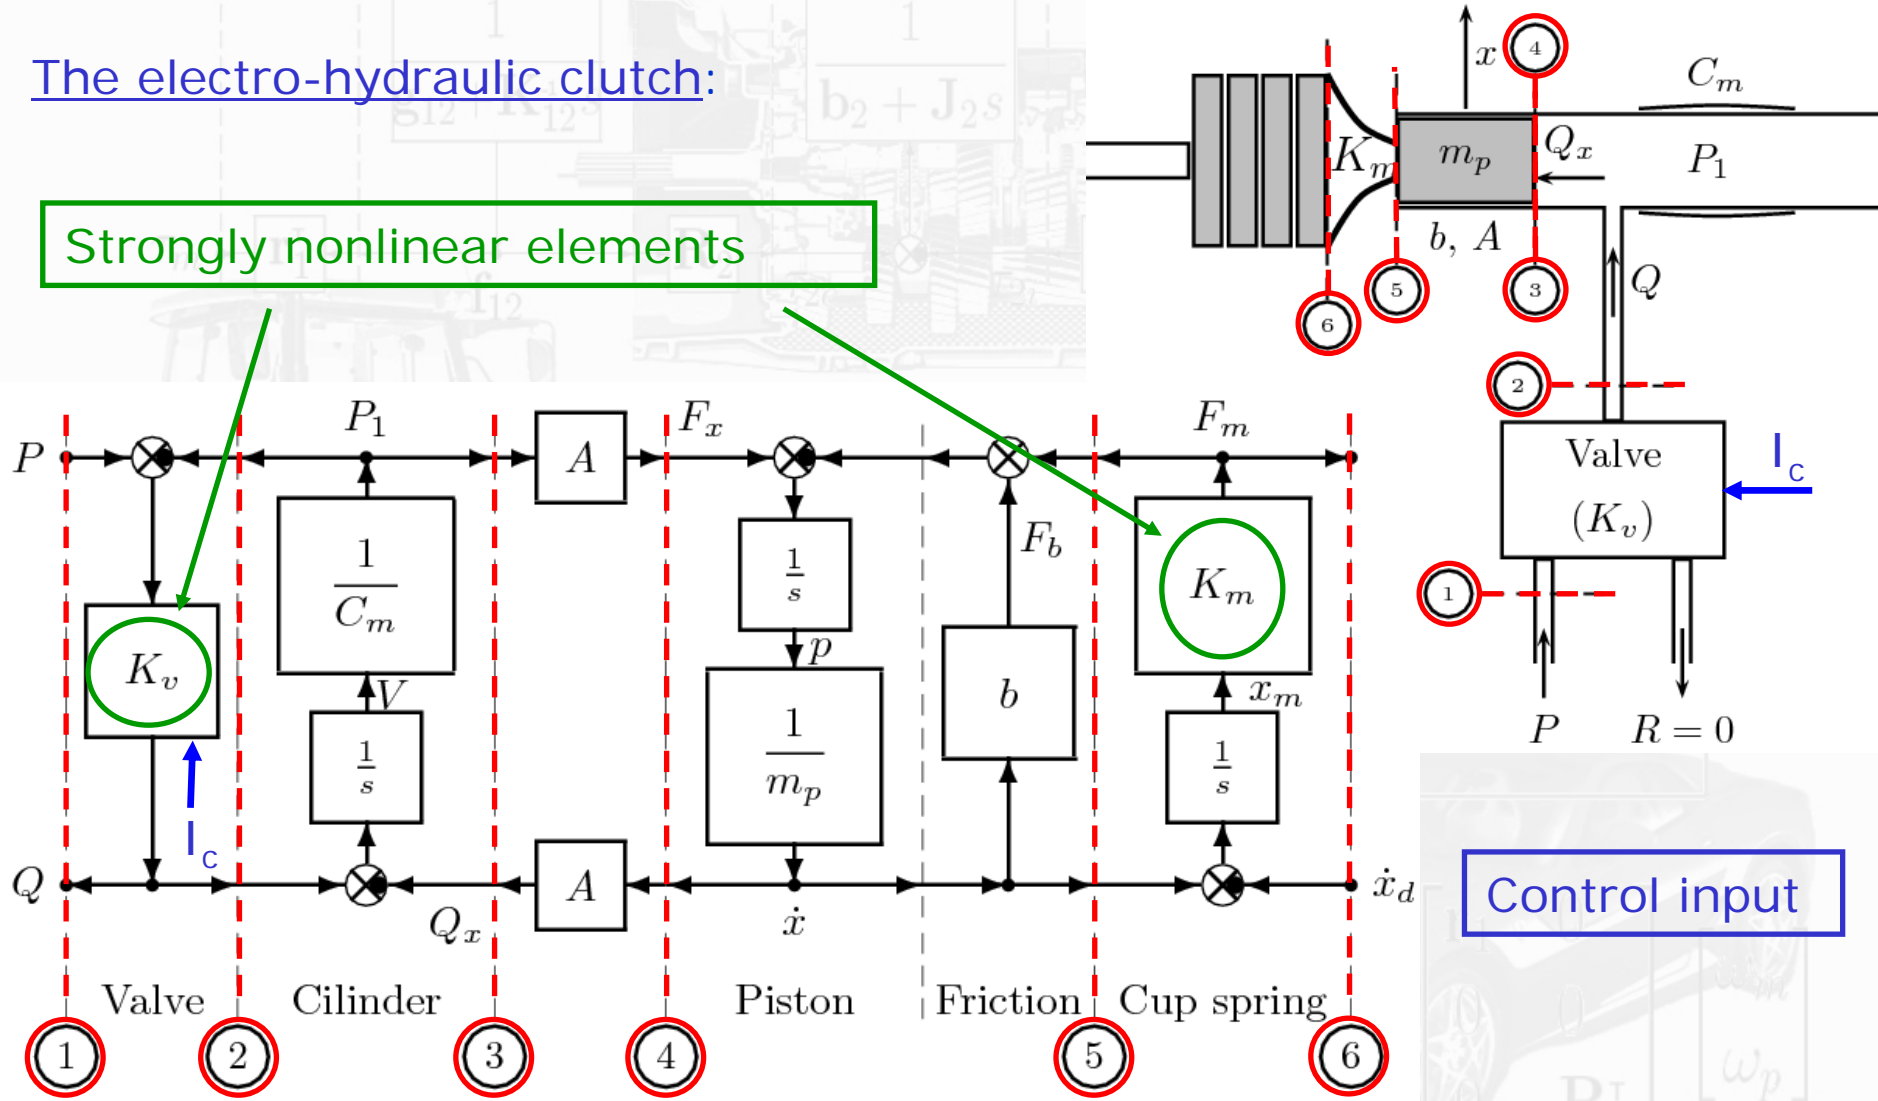 The electro-hydraulic clutch:
Strongly nonlinear elements
x
4
C_m
K_m
m_p
Q_x
P_1
b, A
6
5
3
Q
2
Valve
(K_v)
I_c
1
P
R = 0
Control input
P
P_1
A
F_x
F_m
K_v
1/C_m
V
1/s
I_c
1/s
p
1/m_p
F_b
b
K_m
x_m
1/s
Q
Q_x
A
ẋ
ẋ_d
Valve
Cilinder
Piston
Friction
Cup spring
1
2
3
4
5
6